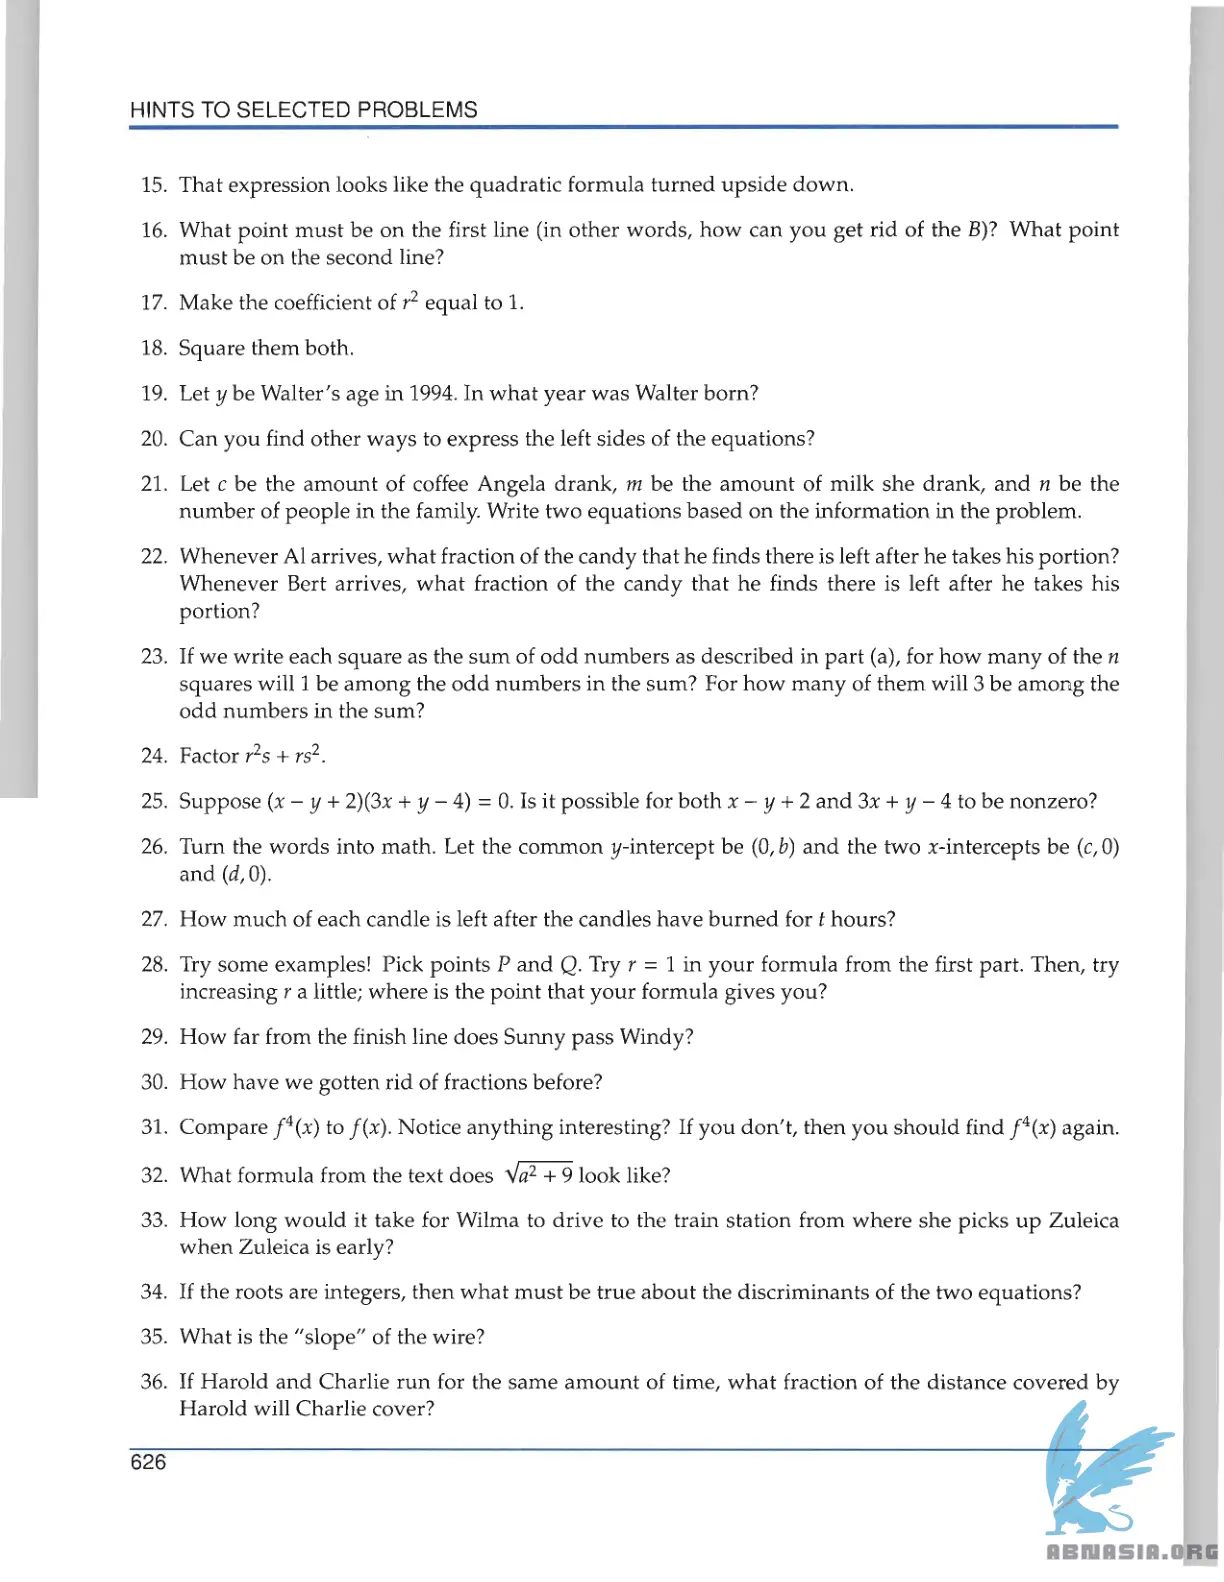 HINTS TO SELECTED PROBLEMS
15. That expression looks like the quadratic formula turned upside down.
16. What point must be on the first line (in other words, how can you get rid of the B)? What point
must be on the second line?
17. Make the coefficient of r² equal to 1.
18. Square them both.
19. Let y be Walter's age in 1994. In what year was Walter born?
20. Can you find other ways to express the left sides of the equations?
21. Let c be the amount of coffee Angela drank, m be the amount of milk she drank, and n be the
number of people in the family. Write two equations based on the information in the problem.
22. Whenever Al arrives, what fraction of the candy that he finds there is left after he takes his portion?
Whenever Bert arrives, what fraction of the candy that he finds there is left after he takes his
portion?
23. If we write each square as the sum of odd numbers as described in part (a), for how many of the n
squares will 1 be among the odd numbers in the sum? For how many of them will 3 be among the
odd numbers in the sum?
24. Factor r²s + rs².
25. Suppose (x − y + 2)(3x + y − 4) = 0. Is it possible for both x − y + 2 and 3x + y − 4 to be nonzero?
26. Turn the words into math. Let the common y-intercept be (0, b) and the two x-intercepts be (c, 0)
and (d, 0).
27. How much of each candle is left after the candles have burned for t hours?
28. Try some examples! Pick points P and Q. Try r = 1 in your formula from the first part. Then, try
increasing r a little; where is the point that your formula gives you?
29. How far from the finish line does Sunny pass Windy?
30. How have we gotten rid of fractions before?
31. Compare f⁴(x) to f(x). Notice anything interesting? If you don't, then you should find f⁴(x) again.
32. What formula from the text does √(a² + 9) look like?
33. How long would it take for Wilma to drive to the train station from where she picks up Zuleica
when Zuleica is early?
34. If the roots are integers, then what must be true about the discriminants of the two equations?
35. What is the "slope" of the wire?
36. If Harold and Charlie run for the same amount of time, what fraction of the distance covered by
Harold will Charlie cover?
626
ABNASIA.ORG